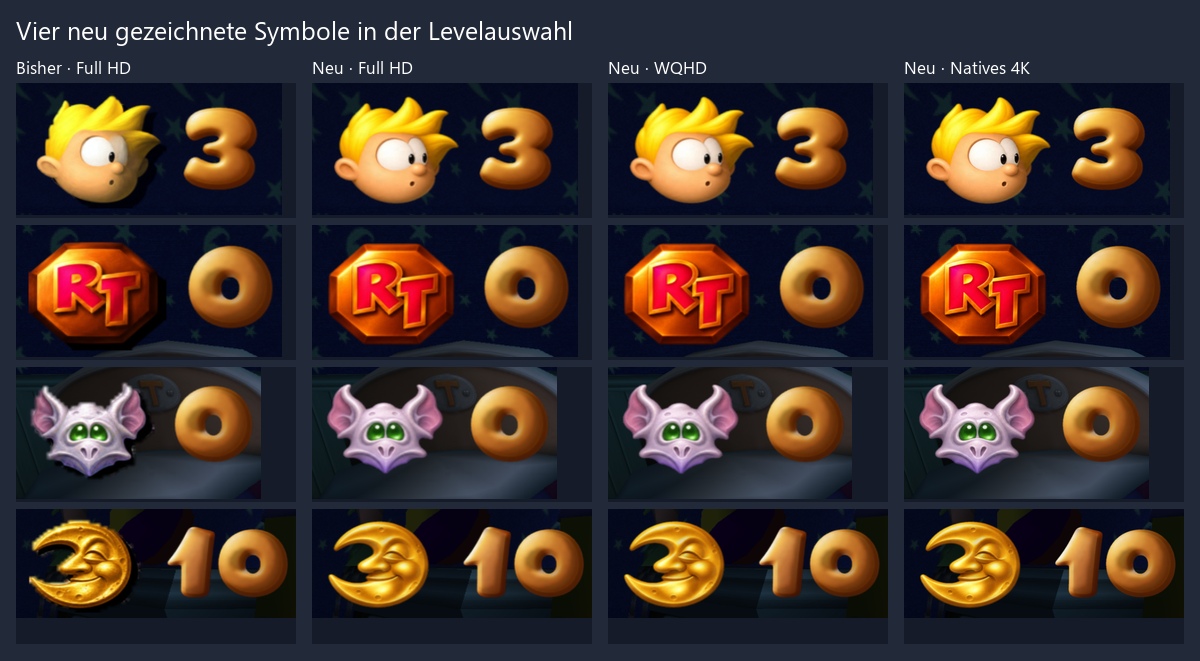 Vier neu gezeichnete Symbole in der Levelauswahl
Bisher · Full HD
Neu · Full HD
Neu · WQHD
Neu · Natives 4K
3
3
3
3
RT 0
RT 0
RT 0
RT 0
T. 0
T. 0
T. 0
T. 0
10
10
10
10